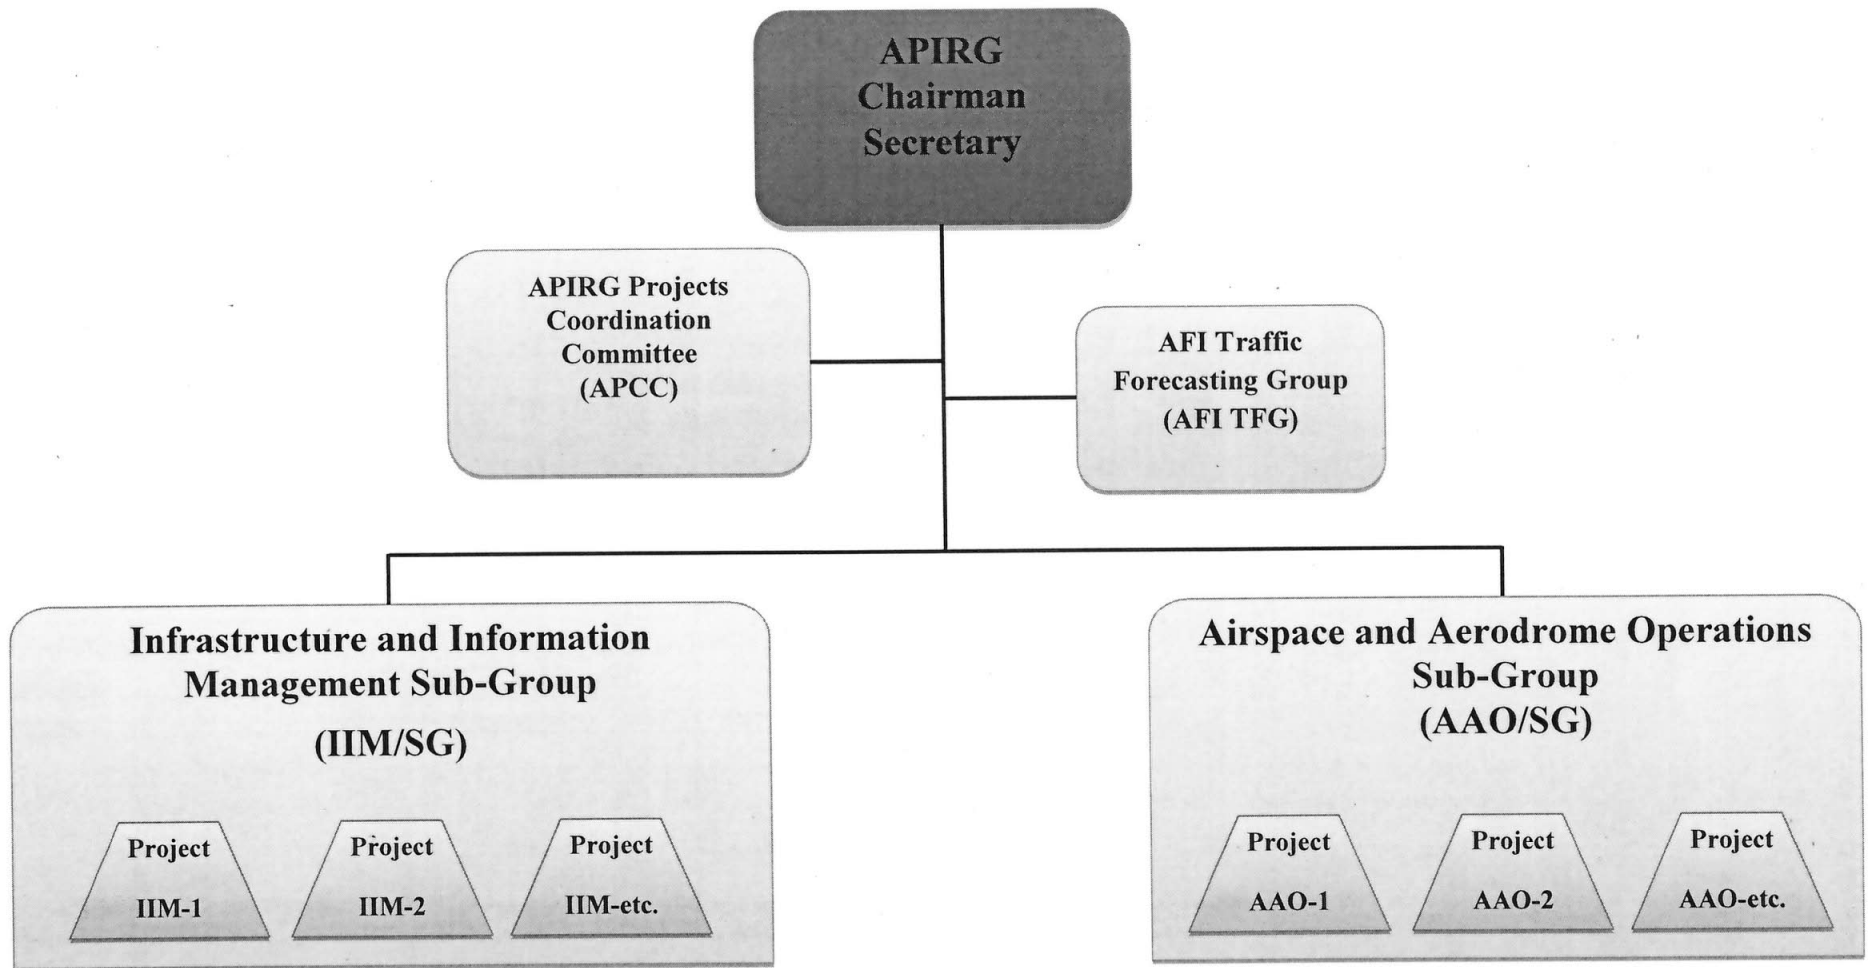 APIRG
Chairman
Secretary
APIRG Projects
Coordination
Committee
(APCC)
AFI Traffic
Forecasting Group
(AFI TFG)
Infrastructure and Information
Management Sub-Group
(IIM/SG)
Project
IIM-1
Project
IIM-2
Project
IIM-etc.
Airspace and Aerodrome Operations
Sub-Group
(AAO/SG)
Project
AAO-1
Project
AAO-2
Project
AAO-etc.